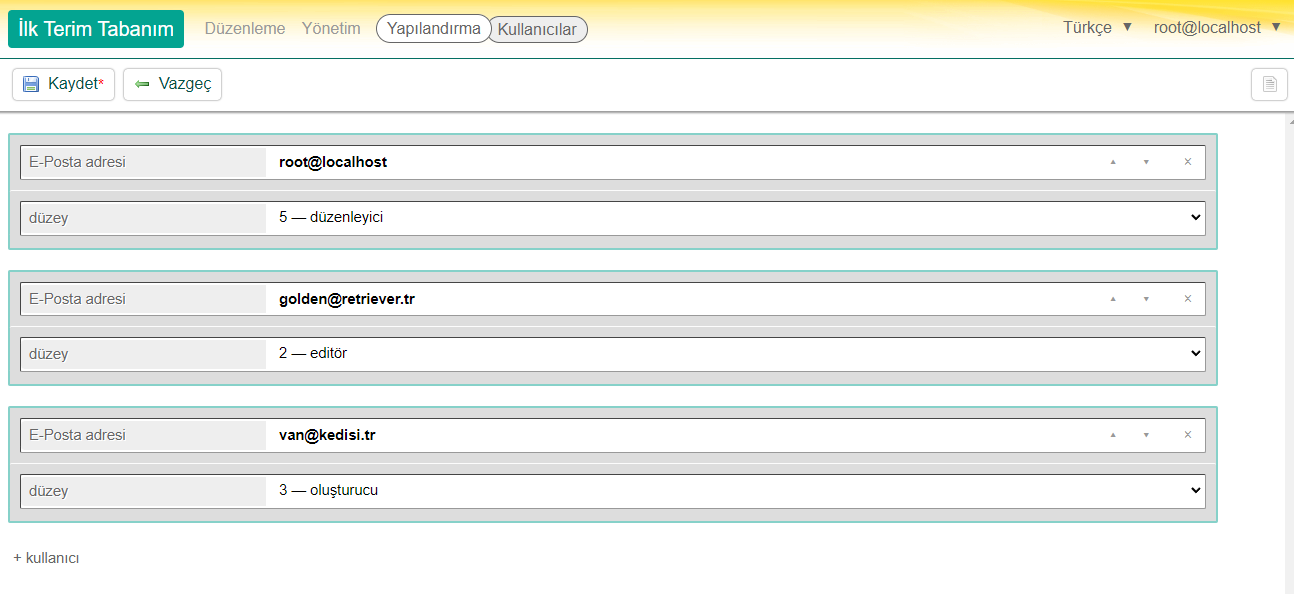 İlk Terim Tabanım Düzenleme Yönetim Yapılandırma Kullanıcılar Türkçe ▼ root@localhost ▼
Kaydet* Vazgeç
E-Posta adresi root@localhost
düzey 5 — düzenleyici
E-Posta adresi golden@retriever.tr
düzey 2 — editör
E-Posta adresi van@kedisi.tr
düzey 3 — oluşturucu
+ kullanıcı